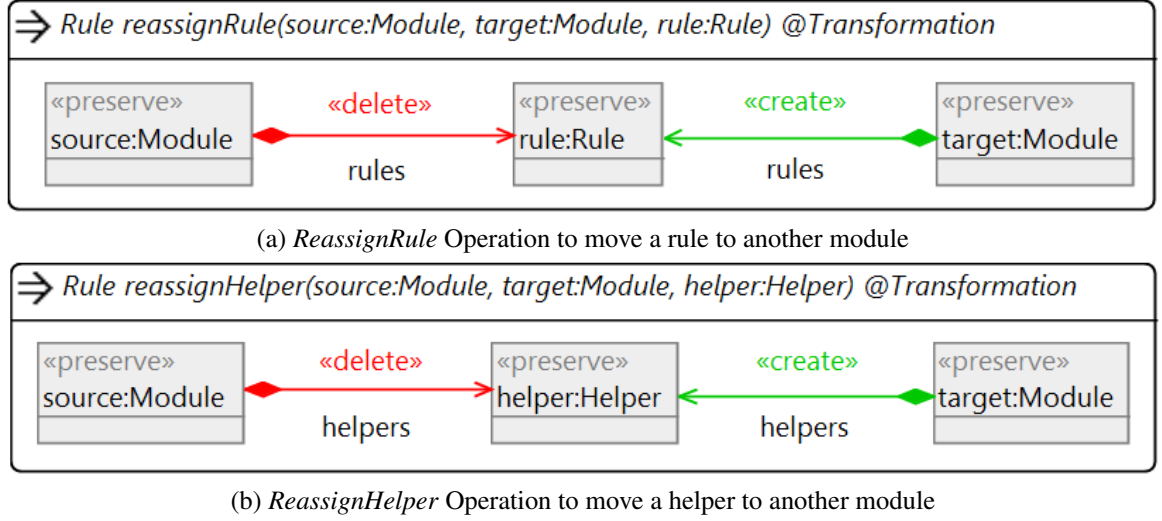 Rule reassignRule(source:Module, target:Module, rule:Rule) @Transformation
«preserve» «delete» «preserve» «create» «preserve»
source:Module rule:Rule target:Module
rules rules
(a) ReassignRule Operation to move a rule to another module
Rule reassignHelper(source:Module, target:Module, helper:Helper) @Transformation
«preserve» «delete» «preserve» «create» «preserve»
source:Module helper:Helper target:Module
helpers helpers
(b) ReassignHelper Operation to move a helper to another module